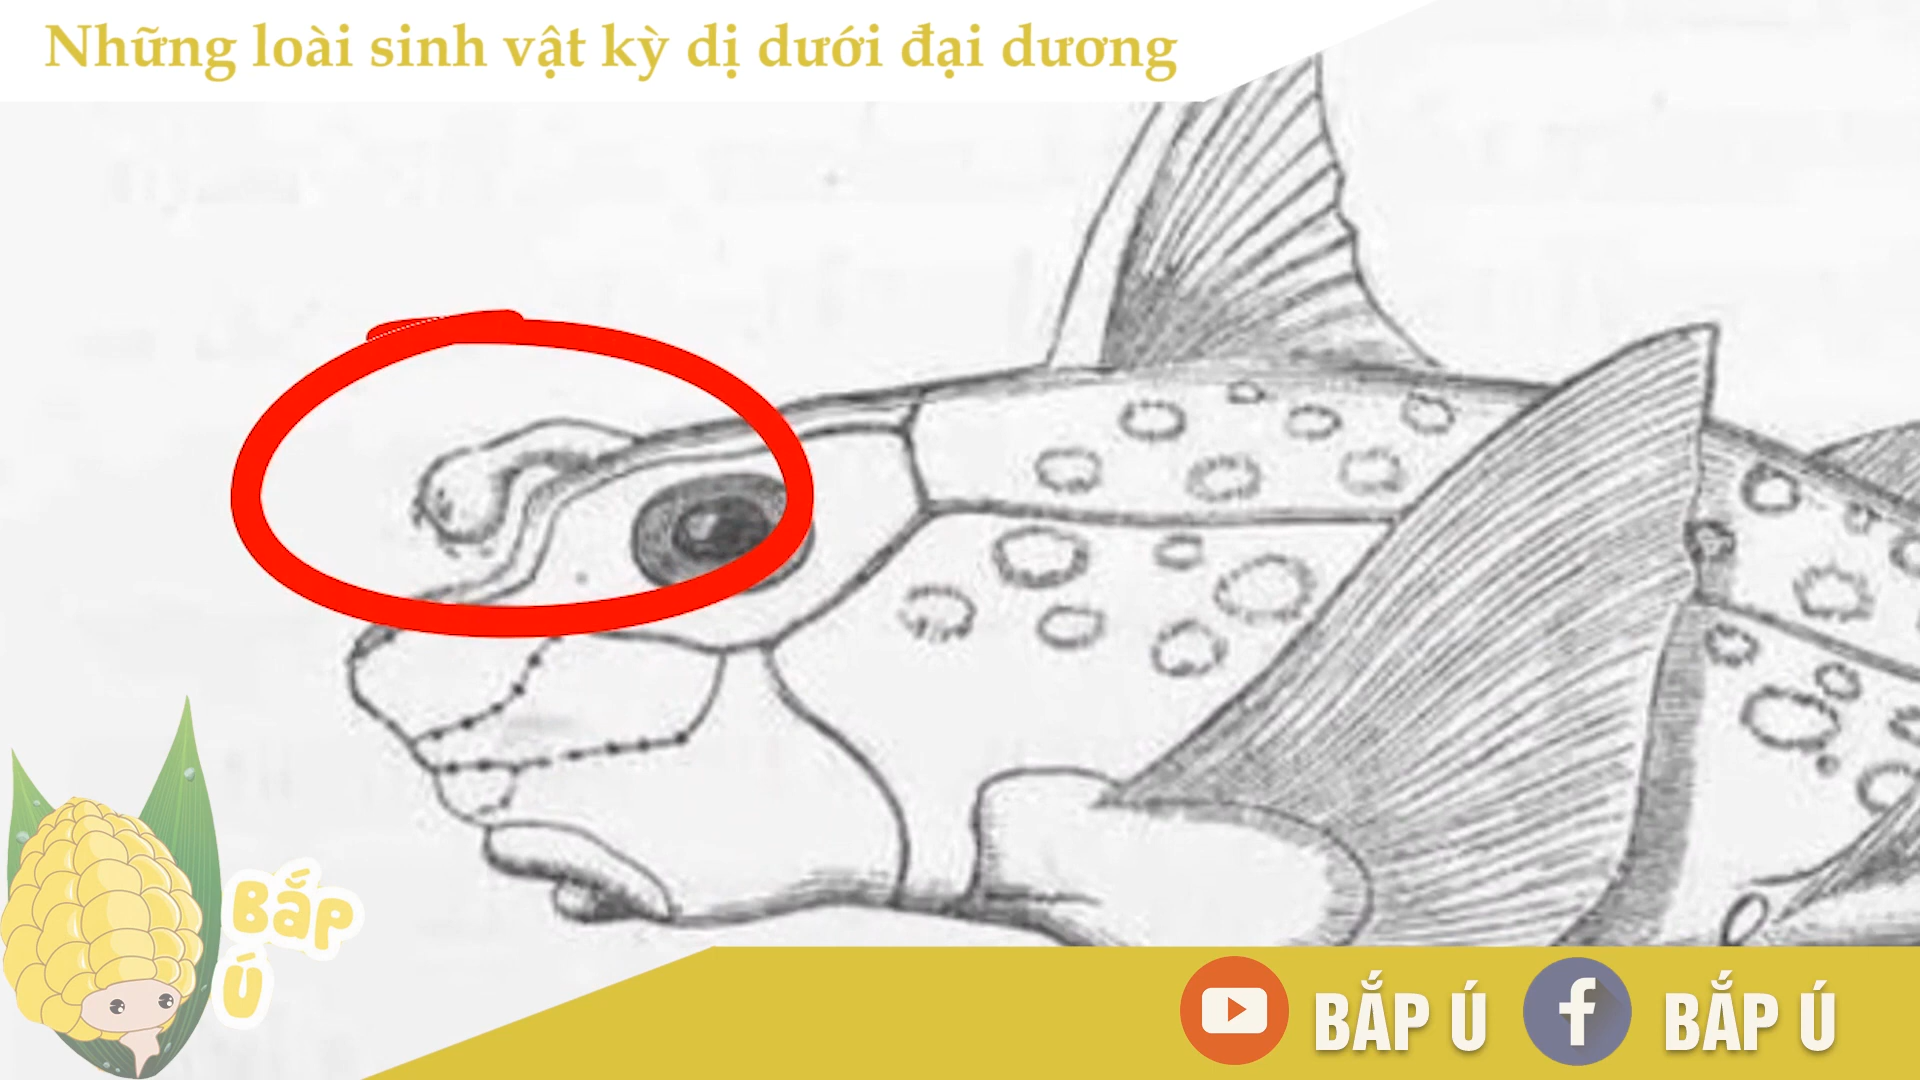 Những loài sinh vật kỳ dị dưới đại dương
Bắp
Ú
BẮP Ú
BẮP Ú